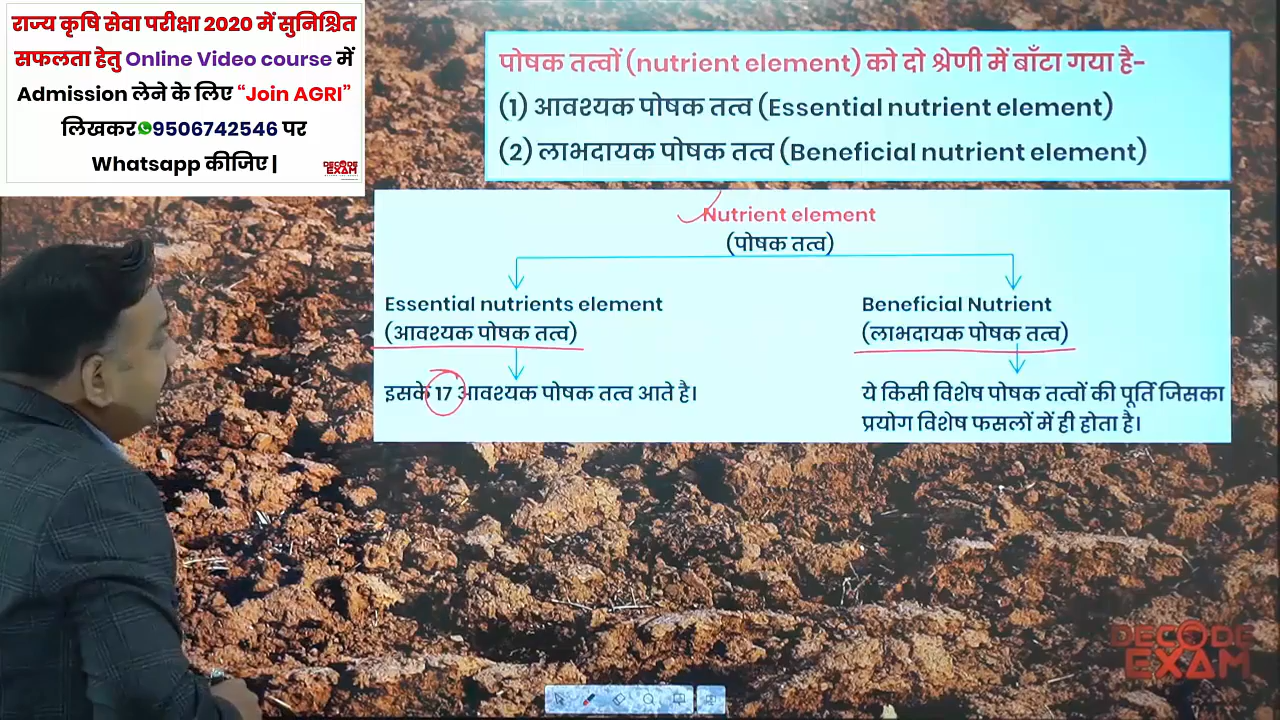 राज्य कृषि सेवा परीक्षा 2020 में सुनिश्चित
सफलता हेतु Online Video course में
Admission लेने के लिए “Join AGRI”
लिखकर 9506742546 पर
Whatsapp कीजिए |
DECODE
EXAM
पोषक तत्वों (nutrient element) को दो श्रेणी में बाँटा गया है-
(1) आवश्यक पोषक तत्व (Essential nutrient element)
(2) लाभदायक पोषक तत्व (Beneficial nutrient element)
Nutrient element
(पोषक तत्व)
Essential nutrients element
(आवश्यक पोषक तत्व)
इसके 17 आवश्यक पोषक तत्व आते है।
Beneficial Nutrient
(लाभदायक पोषक तत्व)
ये किसी विशेष पोषक तत्वों की पूर्ति जिसका
प्रयोग विशेष फसलों में ही होता है।
DECODE
EXAM